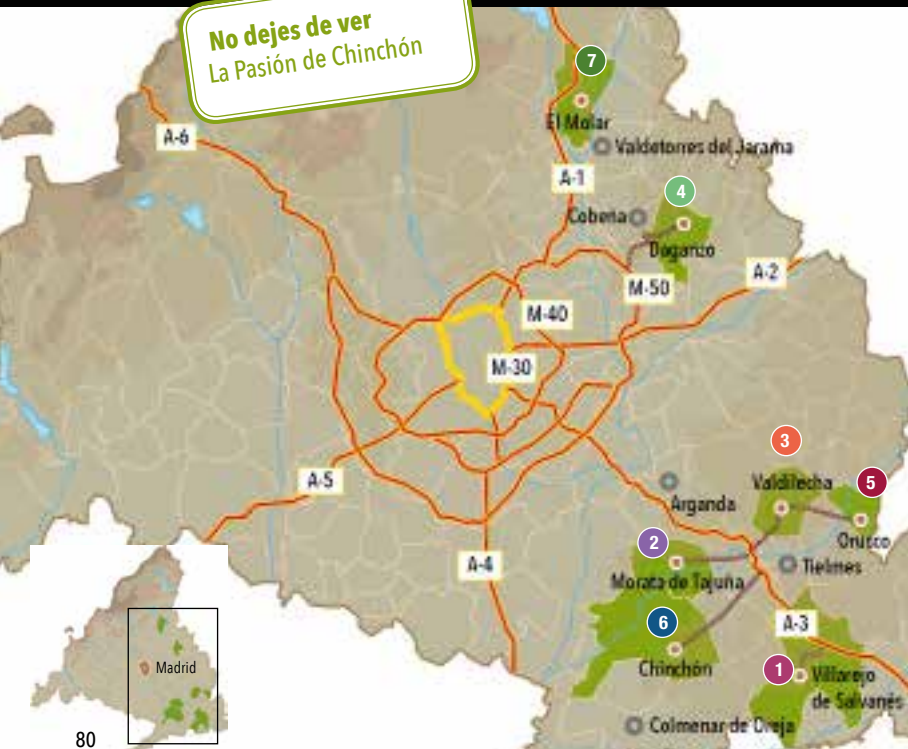 No dejes de ver
La Pasión de Chinchón
7
El Molar
A-6
Valdetorres del Jarama
A-1
4
Cobeña
Daganzo
A-2
M-50
M-40
M-30
3
Valdilecha
5
A-5
Arganda
Orusco
2
A-4
Tielmes
Morata de Tajuña
6
A-3
Chinchón
1
Villarejo
de Salvanés
Madrid
Colmenar de Oreja
80